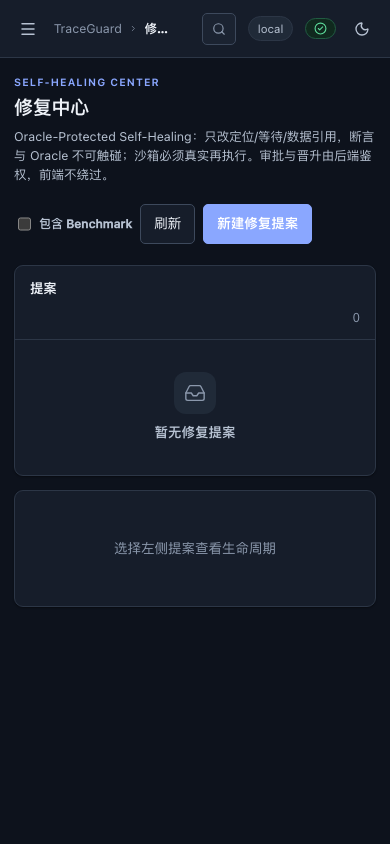 TraceGuard › 修... local
SELF-HEALING CENTER
修复中心
Oracle-Protected Self-Healing：只改定位/等待/数据引用，断言
与 Oracle 不可触碰；沙箱必须真实再执行。审批与晋升由后端鉴
权，前端不绕过。
包含 Benchmark 刷新 新建修复提案
提案
0
暂无修复提案
选择左侧提案查看生命周期